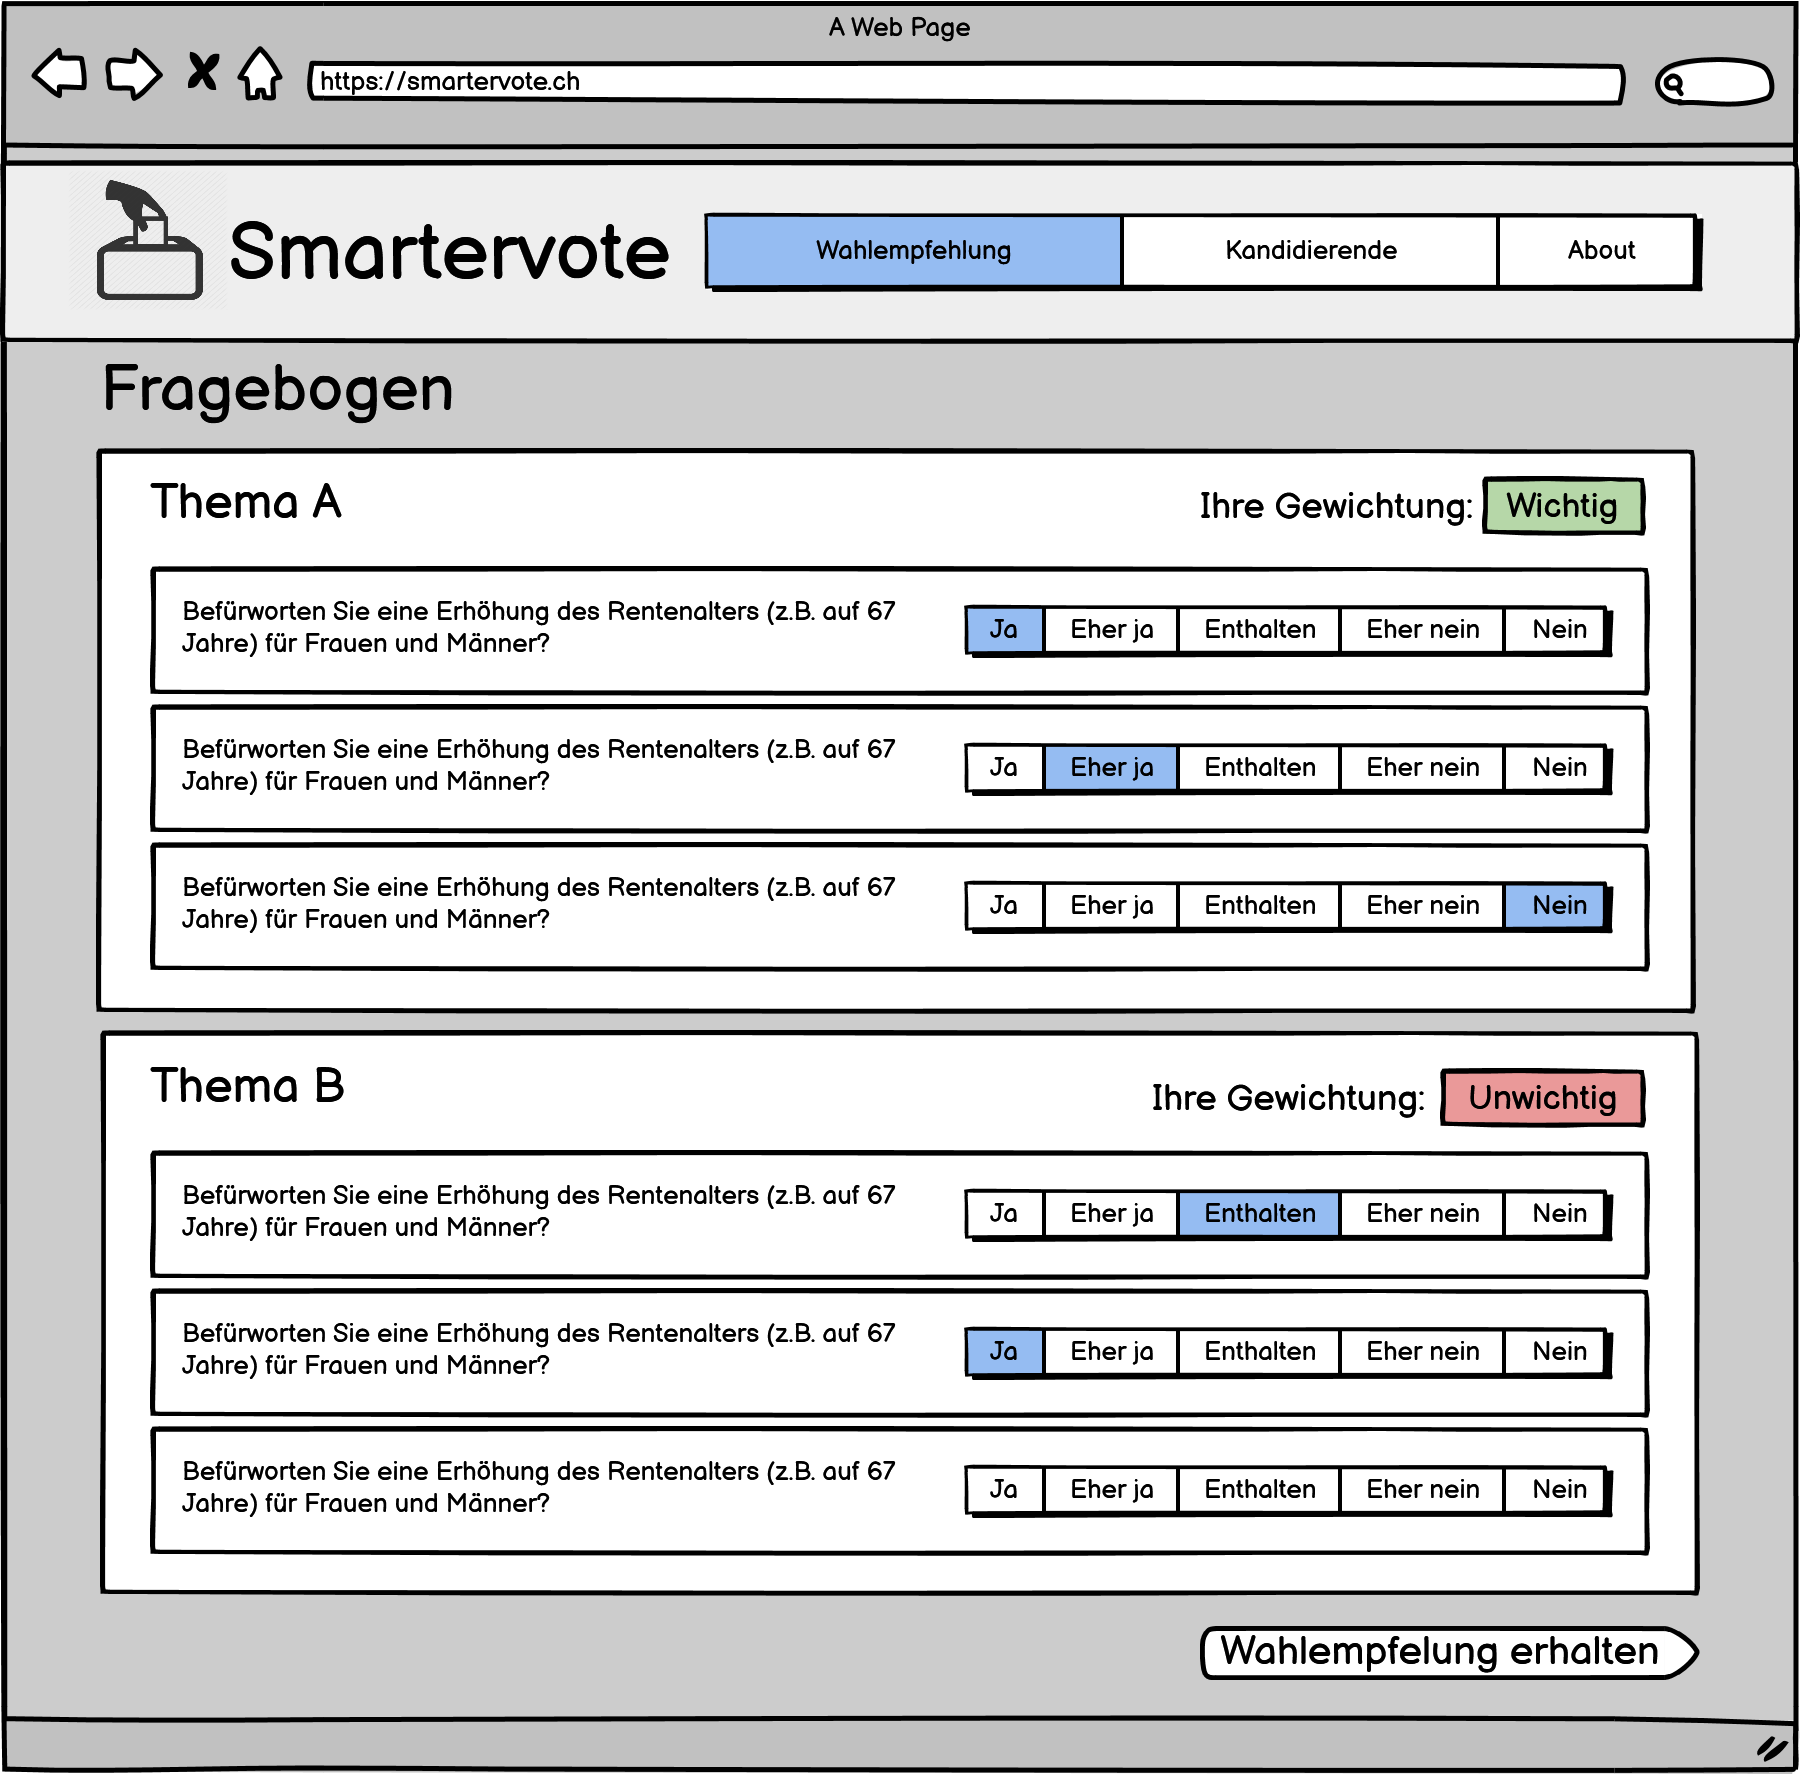 A Web Page
https://smartervote.ch
Smartervote
Wahlempfehlung Kandidierende About
Fragebogen
Thema A
Ihre Gewichtung: Wichtig
Befürworten Sie eine Erhöhung des Rentenalters (z.B. auf 67
Jahre) für Frauen und Männer?
Ja Eher ja Enthalten Eher nein Nein
Befürworten Sie eine Erhöhung des Rentenalters (z.B. auf 67
Jahre) für Frauen und Männer?
Ja Eher ja Enthalten Eher nein Nein
Befürworten Sie eine Erhöhung des Rentenalters (z.B. auf 67
Jahre) für Frauen und Männer?
Ja Eher ja Enthalten Eher nein Nein
Thema B
Ihre Gewichtung: Unwichtig
Befürworten Sie eine Erhöhung des Rentenalters (z.B. auf 67
Jahre) für Frauen und Männer?
Ja Eher ja Enthalten Eher nein Nein
Befürworten Sie eine Erhöhung des Rentenalters (z.B. auf 67
Jahre) für Frauen und Männer?
Ja Eher ja Enthalten Eher nein Nein
Befürworten Sie eine Erhöhung des Rentenalters (z.B. auf 67
Jahre) für Frauen und Männer?
Ja Eher ja Enthalten Eher nein Nein
Wahlempfelung erhalten